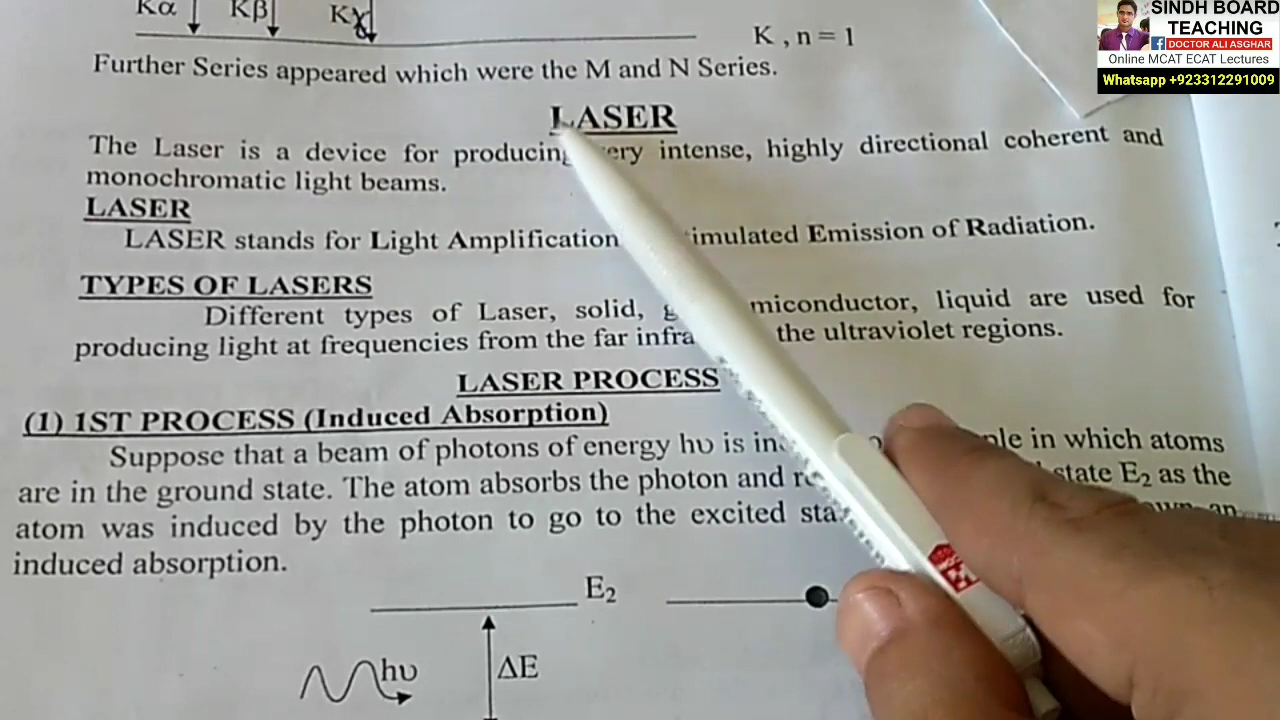 Kα Kβ Kγ
K , n = 1
Further Series appeared which were the M and N Series.
LASER
The Laser is a device for producing very intense, highly directional coherent and
monochromatic light beams.
LASER
LASER stands for Light Amplification imulated Emission of Radiation.
TYPES OF LASERS
Different types of Laser, solid, miconductor, liquid are used for
producing light at frequencies from the far infra the ultraviolet regions.
LASER PROCESS
(1) 1ST PROCESS (Induced Absorption)
Suppose that a beam of photons of energy hυ is in which atoms
are in the ground state. The atom absorbs the photon and state E₂ as the
atom was induced by the photon to go to the excited an
induced absorption.
E₂
hυ
ΔE
SINDH BOARD
TEACHING
DOCTOR ALI ASGHAR
Online MCAT ECAT Lectures
Whatsapp +923312291009